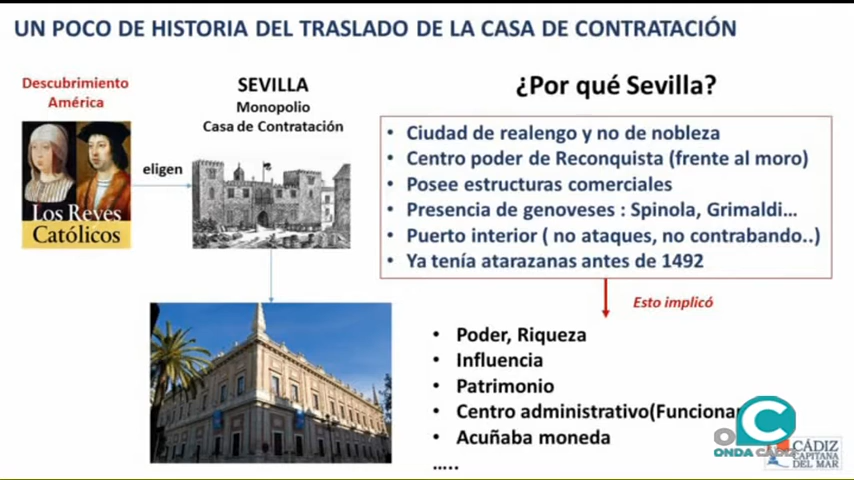 UN POCO DE HISTORIA DEL TRASLADO DE LA CASA DE CONTRATACIÓN
Descubrimiento
América
Los Reyes
Católicos
eligen
SEVILLA
Monopolio
Casa de Contratación
¿Por qué Sevilla?
• Ciudad de realengo y no de nobleza
• Centro poder de Reconquista (frente al moro)
• Posee estructuras comerciales
• Presencia de genoveses : Spinola, Grimaldi...
• Puerto interior ( no ataques, no contrabando..)
• Ya tenía atarazanas antes de 1492
Esto implicó
• Poder, Riqueza
• Influencia
• Patrimonio
• Centro administrativo(Funcionar
• Acuñaba moneda
.....
ONDA CÁDIZ
CÁDIZ
CAPITANA
DEL MAR